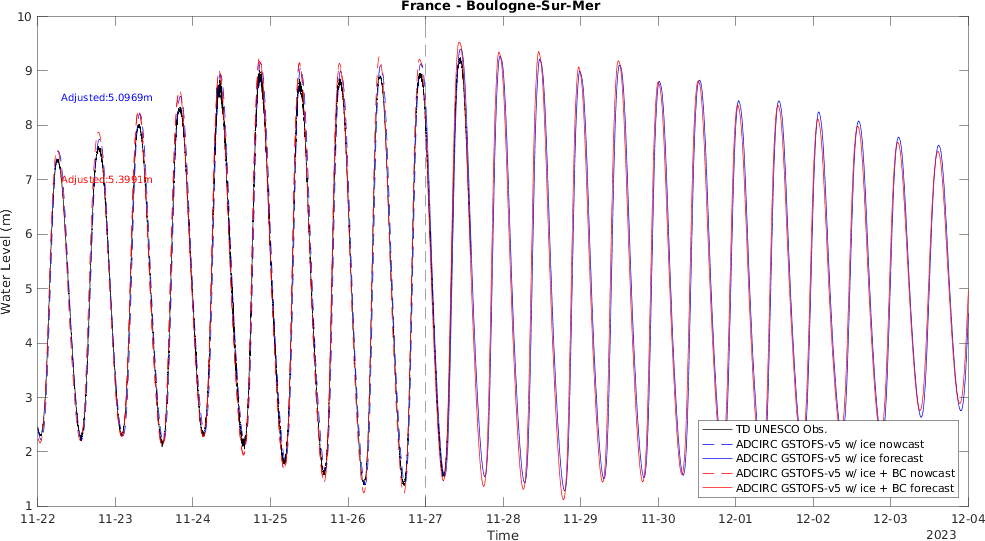 France - Boulogne-Sur-Mer
Water Level (m)
10
9
8
7
6
5
4
3
2
1
Adjusted:5.0969m
Adjusted:5.3991m
TD UNESCO Obs.
ADCIRC GSTOFS-v5 w/ ice nowcast
ADCIRC GSTOFS-v5 w/ ice forecast
ADCIRC GSTOFS-v5 w/ ice + BC nowcast
ADCIRC GSTOFS-v5 w/ ice + BC forecast
11-22 11-23 11-24 11-25 11-26 11-27 11-28 11-29 11-30 12-01 12-02 12-03 12-04
Time
2023